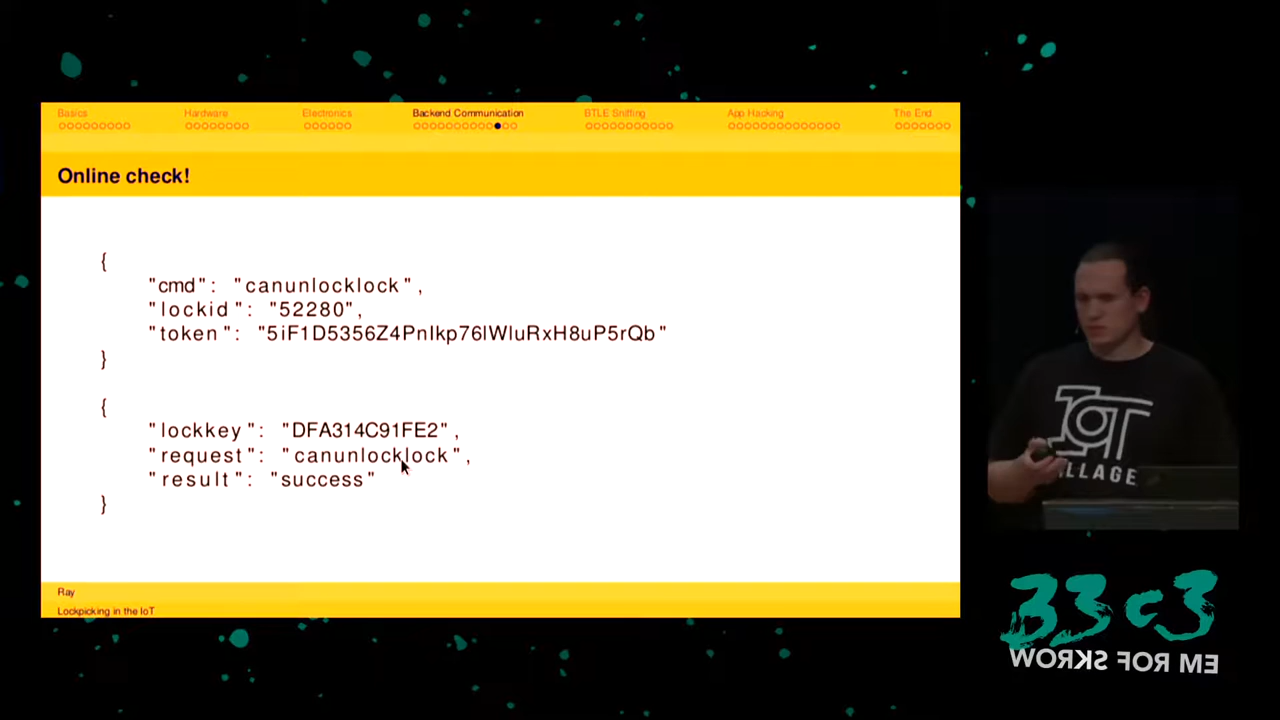 Basics Hardware Electronics Backend Communication BTLE Sniffing App Hacking The End
Online check!
{
"cmd": "canunlocklock",
"lockid": "52280",
"token": "5iF1D5356Z4PnIkp76lWluRxH8uP5rQb"
}
{
"lockkey": "DFA314C91FE2",
"request": "canunlocklock",
"result": "success"
}
Ray
Lockpicking in the IoT
IoT
ILLAGE
33C3
WORKS FOR ME